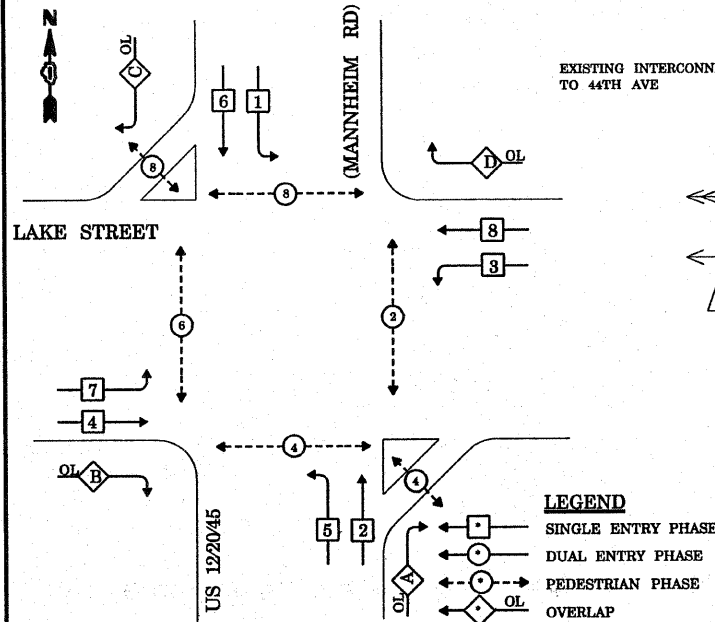 N
OL
C
6
1
(MANNHEIM RD)
EXISTING INTERCONN
TO 44TH AVE
8
D OL
8
LAKE STREET
8
3
6
2
7
4
4
OL B
4
5
2
US 12/20/45
OL A
LEGEND
* SINGLE ENTRY PHASE
* DUAL ENTRY PHASE
* PEDESTRIAN PHASE
* OL OVERLAP